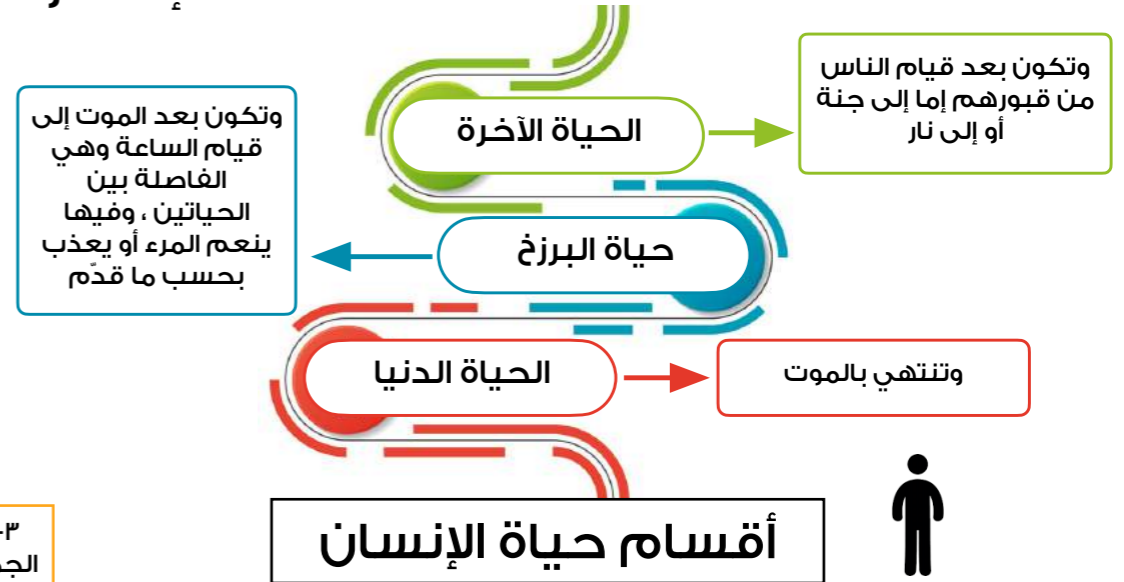 وتكون بعد قيام الناس
من قبورهم إما إلى جنة
أو إلى نار
الحياة الآخرة
وتكون بعد الموت إلى
قيام الساعة وهي
الفاصلة بين
الحياتين ، وفيها
ينعم المرء أو يعذب
بحسب ما قدّم
حياة البرزخ
الحياة الدنيا
وتنتهي بالموت
أقسام حياة الإنسان